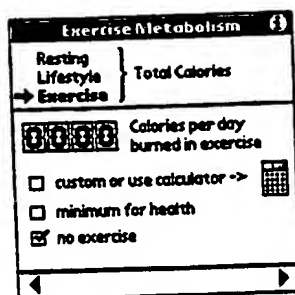 Exercise Metabolism i
Resting
Lifestyle } Total Calories
➔ Exercise
0000 Calories per day
burned in exercise
☐ custom or use calculator ->
☐ minimum for health
☑ no exercise